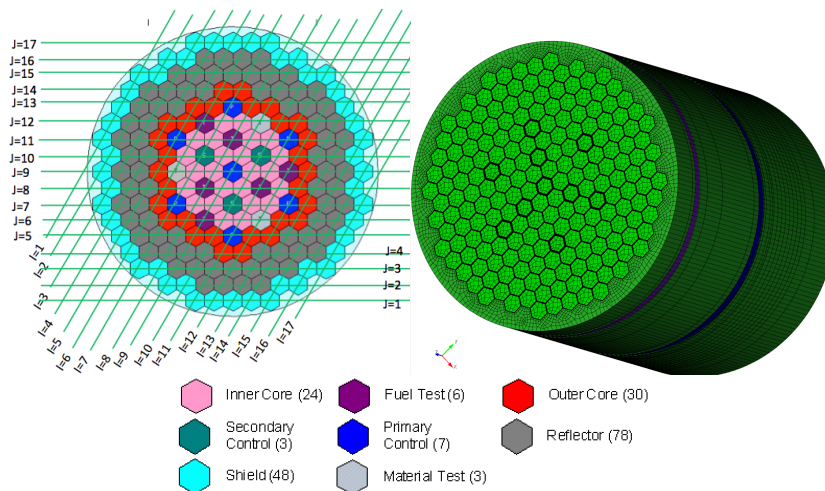 J=17
J=16
J=15
J=14
J=13
J=12
J=11
J=10
J=9
J=8
J=7
J=6
J=5
J=4
J=3
J=2
J=1
I=1
I=2
I=3
I=4
I=5
I=6
I=7
I=8
I=9
I=10
I=11
I=12
I=13
I=14
I=15
I=16
I=17
Inner Core (24)
Fuel Test (6)
Outer Core (30)
Secondary
Control (3)
Primary
Control (7)
Reflector (78)
Shield (48)
Material Test (3)